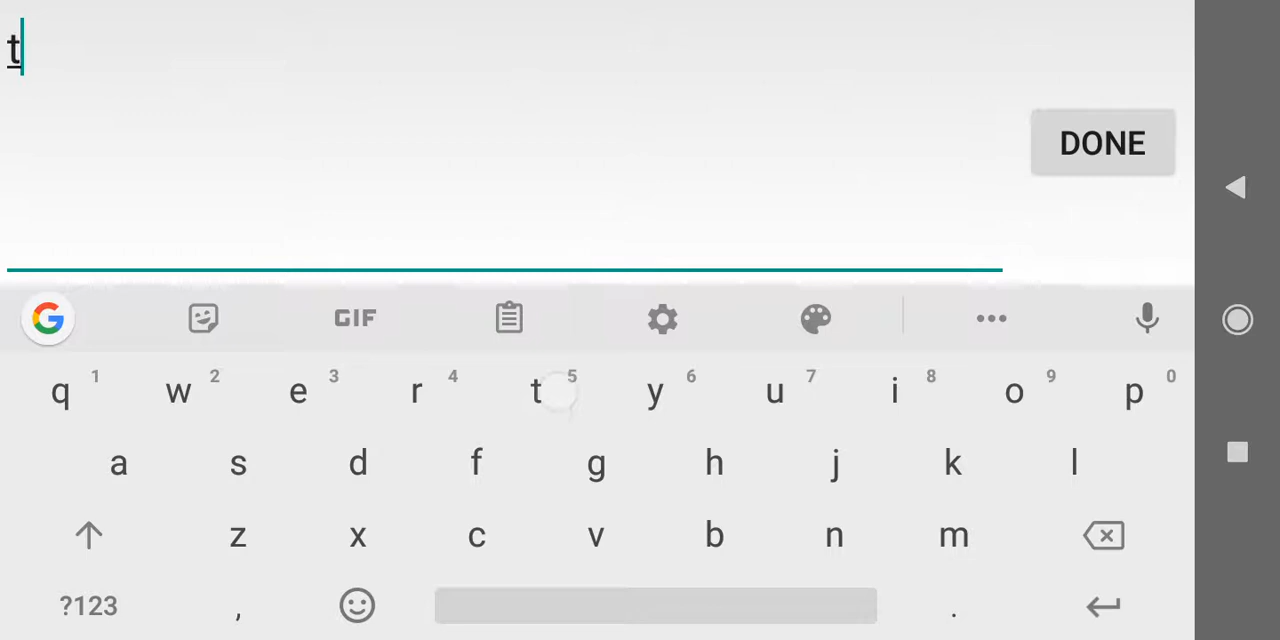 t
DONE
GIF
q 1 w 2 e 3 r 4 t 5 y 6 u 7 i 8 o 9 p 0
a s d f g h j k l
z x c v b n m
?123 , .